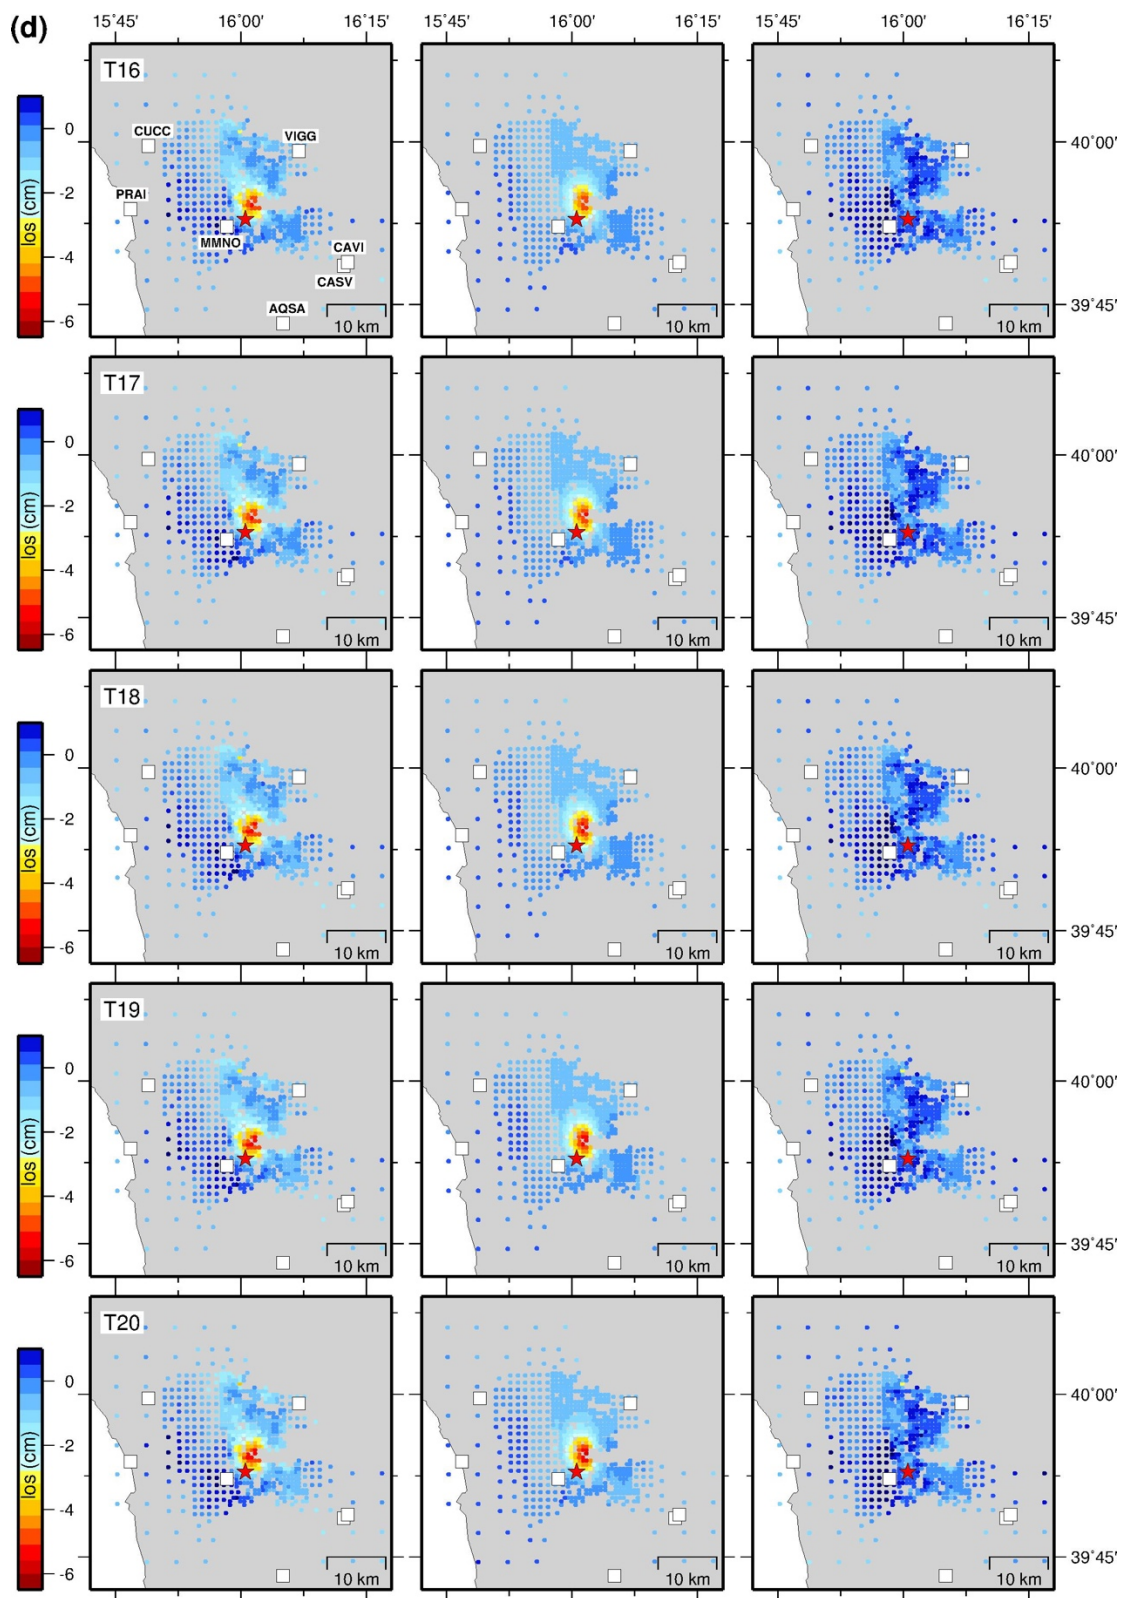 (d)
15°45' 16°00' 16°15' 15°45' 16°00' 16°15' 15°45' 16°00' 16°15'
T16
0
-2
-4
-6
los (cm)
CUCC
VIGG
PRAI
MMNO
CAVI
CASV
AQSA
10 km
10 km
10 km
40°00'
39°45'
T17
0
-2
-4
-6
los (cm)
10 km
10 km
10 km
40°00'
39°45'
T18
0
-2
-4
-6
los (cm)
10 km
10 km
10 km
40°00'
39°45'
T19
0
-2
-4
-6
los (cm)
10 km
10 km
10 km
40°00'
39°45'
T20
0
-2
-4
-6
los (cm)
10 km
10 km
10 km
40°00'
39°45'